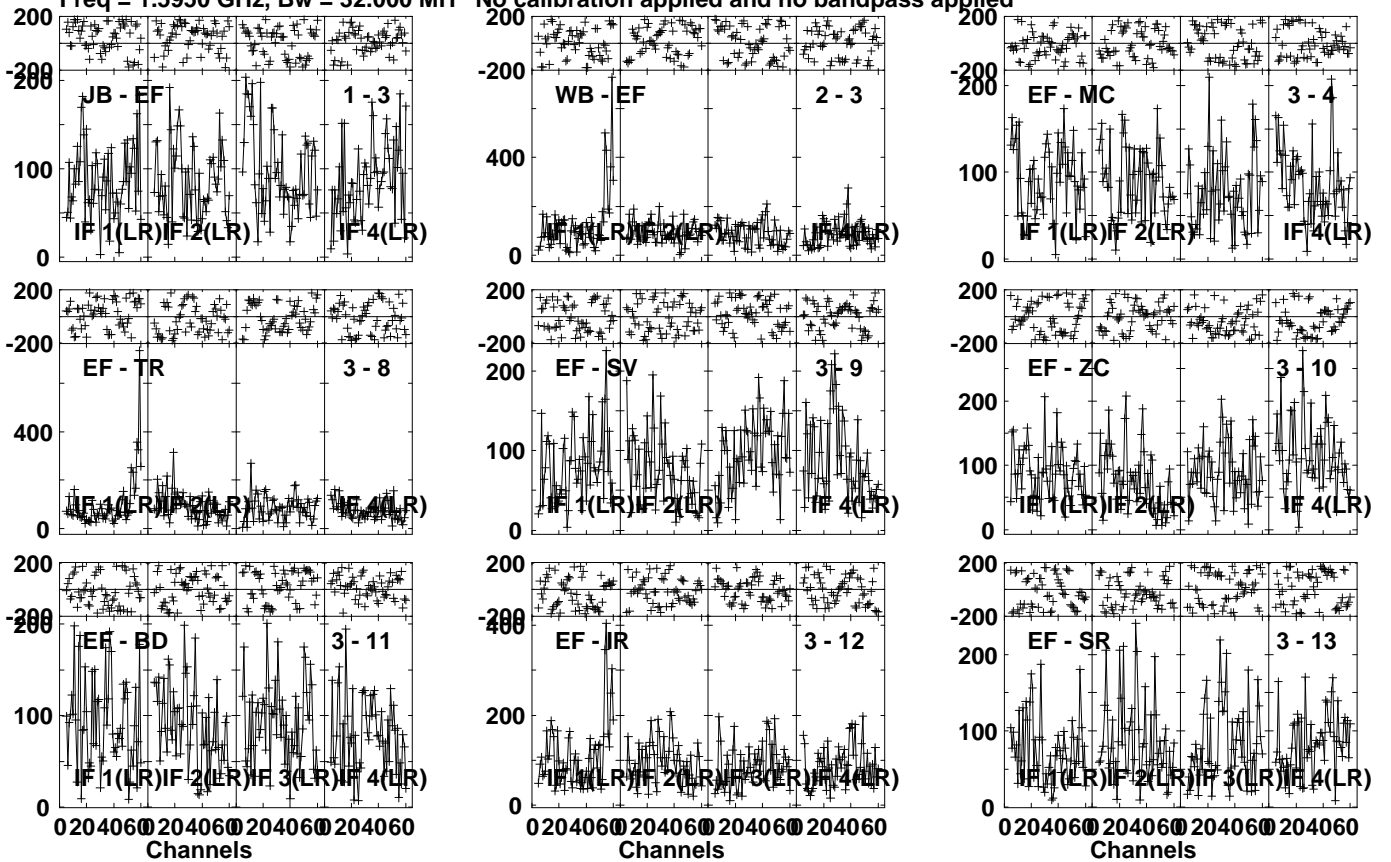 Freq = 1.5950 GHz, Bw = 32.000 MH No calibration applied and no bandpass applied
200
-200
200
100
0
JB - EF 1 - 3
IF 1(LR) IF 2(LR) IF 4(LR)
200
-200
400
0
WB - EF 2 - 3
IF 1(LR) IF 2(LR) IF 4(LR)
200
-200
200
100
0
EF - MC 3 - 4
IF 1(LR) IF 2(LR) IF 4(LR)
200
-200
400
0
EF - TR 3 - 8
IF 1(LR) IF 2(LR) IF 4(LR)
200
-200
200
100
0
EF - SV 3 - 9
IF 1(LR) IF 2(LR) IF 4(LR)
200
-200
200
100
0
EF - ZC 3 - 10
IF 1(LR) IF 2(LR) IF 4(LR)
200
-200
200
100
0
EF - BD 3 - 11
IF 1(LR) IF 2(LR) IF 3(LR) IF 4(LR)
0 20 40 60 0 20 40 60 0 20 40 60 0 20 40 60
Channels
200
-200
400
200
0
EF - IR 3 - 12
IF 1(LR) IF 2(LR) IF 3(LR) IF 4(LR)
0 20 40 60 0 20 40 60 0 20 40 60 0 20 40 60
Channels
200
-200
200
100
0
EF - SR 3 - 13
IF 1(LR) IF 2(LR) IF 3(LR) IF 4(LR)
0 20 40 60 0 20 40 60 0 20 40 60 0 20 40 60
Channels